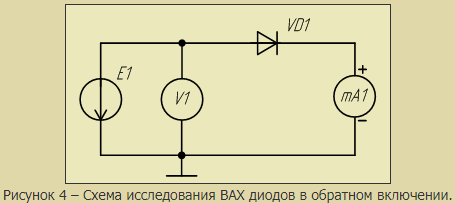 VD1
E1
V1
mA1
+
−
Рисунок 4 – Схема исследования ВАХ диодов в обратном включении.